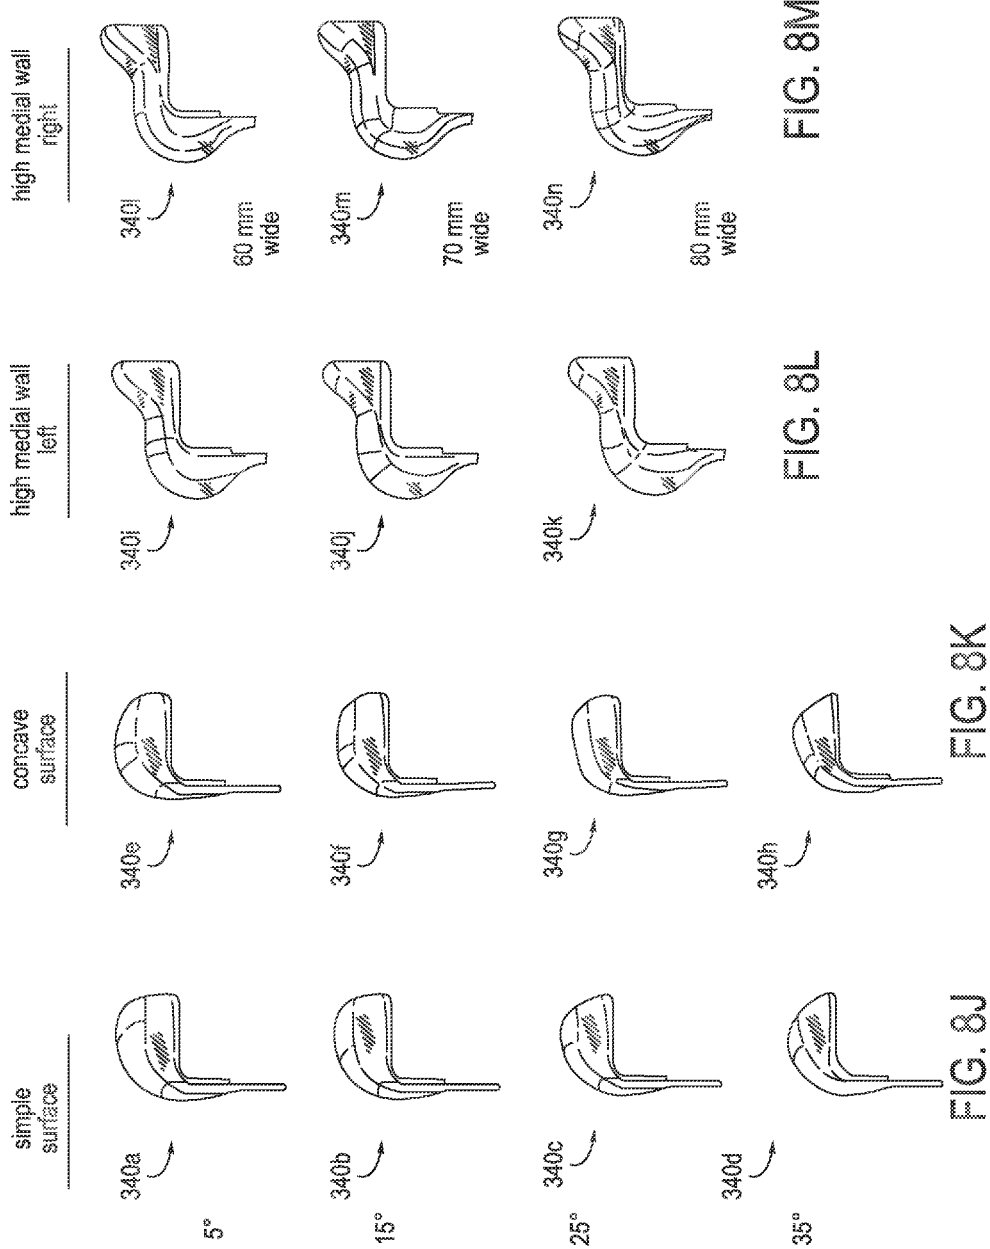 simple
surface
340a
5°
340b
15°
340c
25°
340d
35°
FIG. 8J
concave
surface
340e
340f
340g
340h
FIG. 8K
high medial wall
left
340i
340j
340k
FIG. 8L
high medial wall
right
340l
60 mm
wide
340m
70 mm
wide
340n
80 mm
wide
FIG. 8M